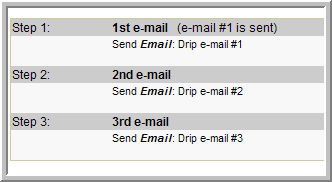 Step 1: 1st e-mail (e-mail #1 is sent)
Send Email: Drip e-mail #1
Step 2: 2nd e-mail
Send Email: Drip e-mail #2
Step 3: 3rd e-mail
Send Email: Drip e-mail #3